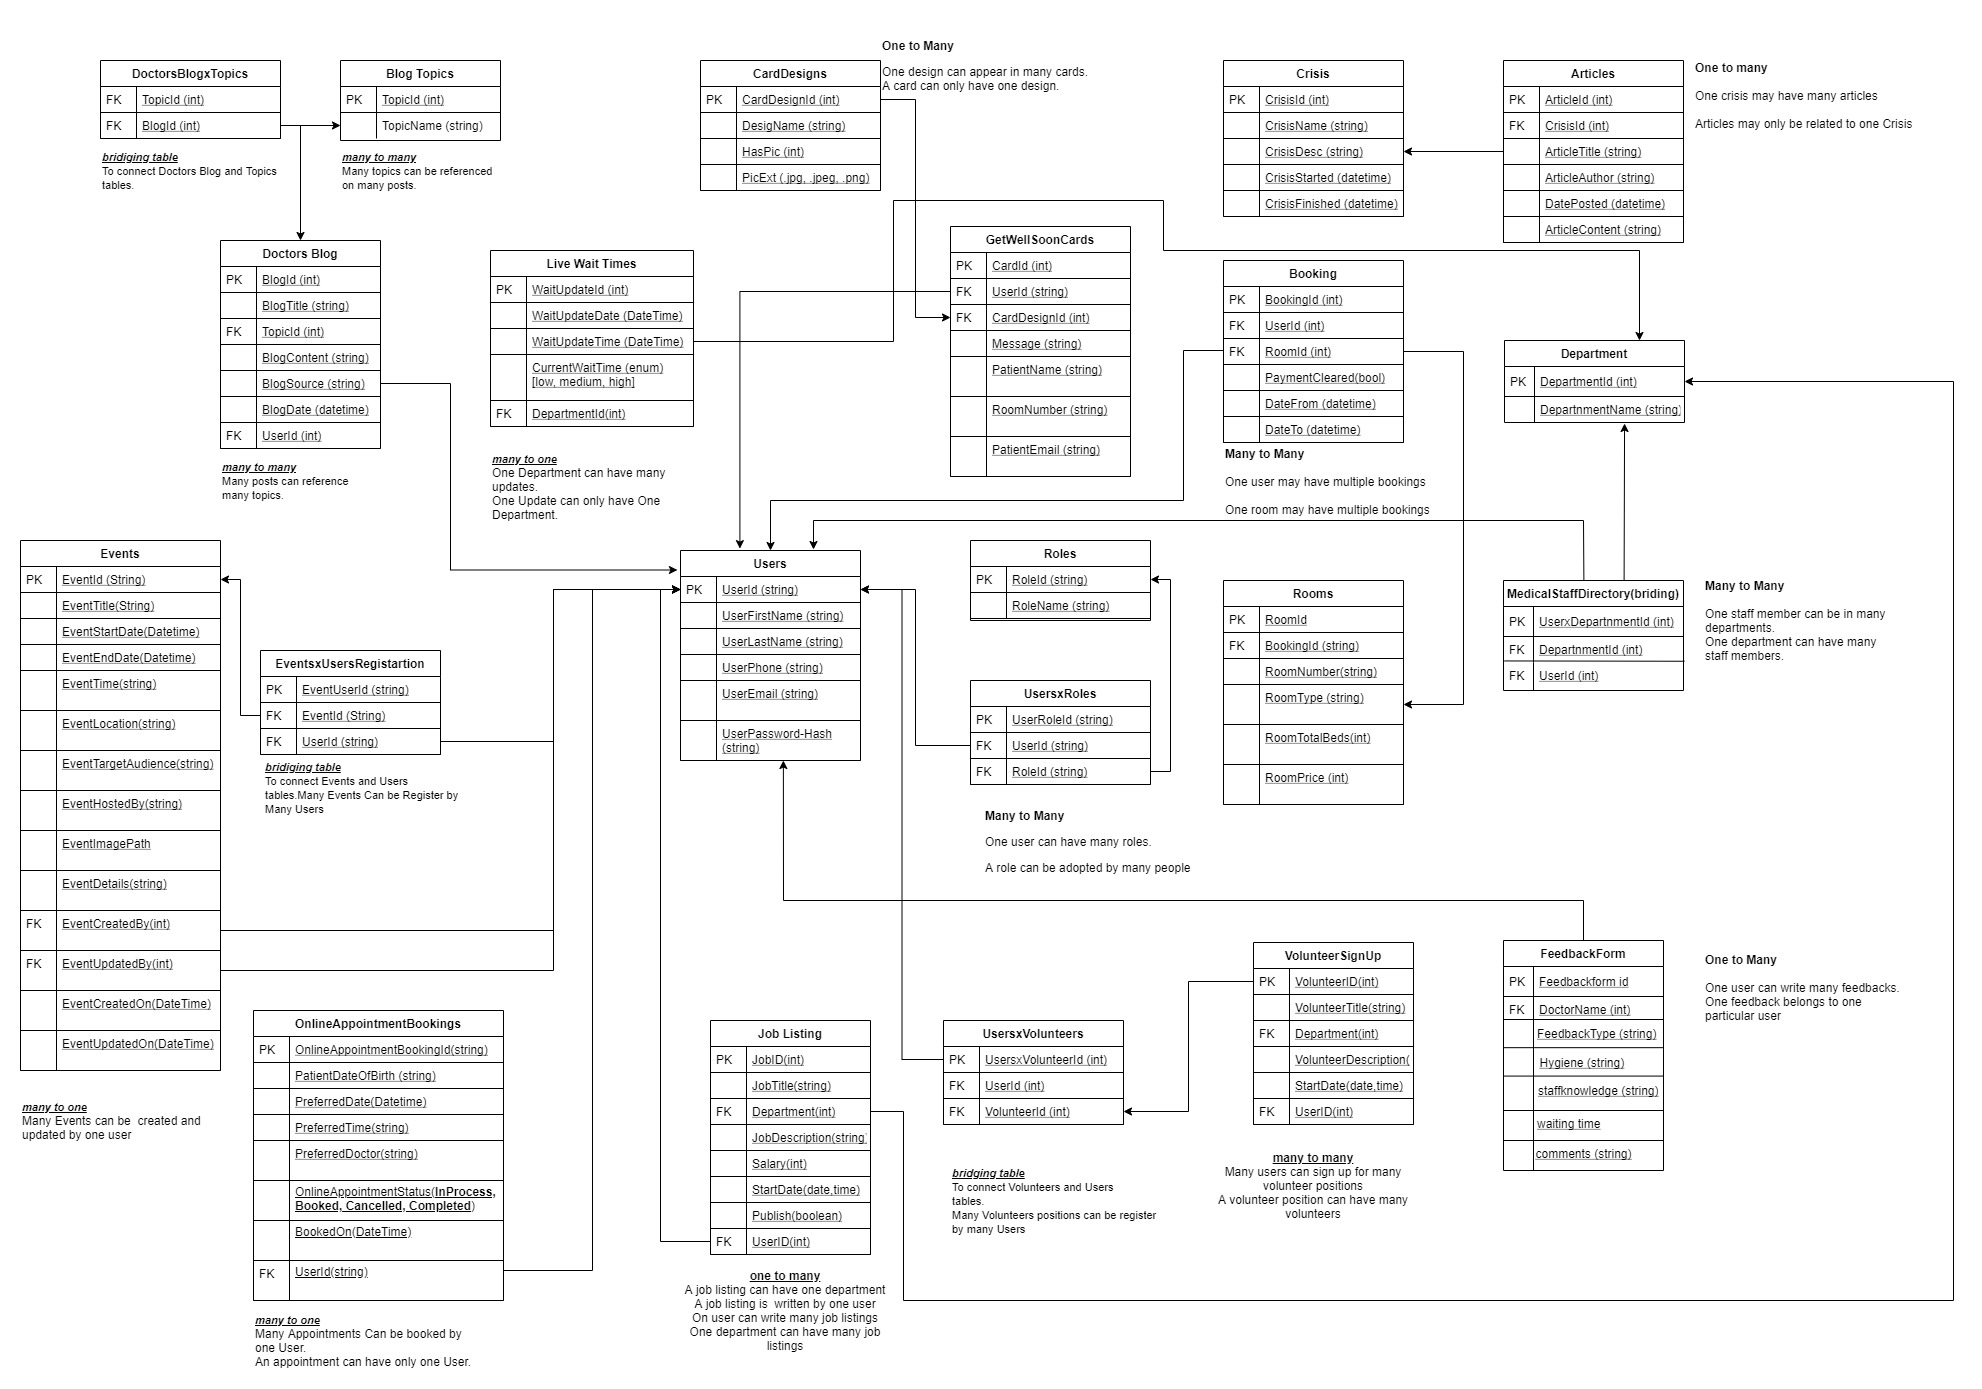 DoctorsBlogxTopics
FK TopicId (int)
FK BlogId (int)
bridiging table
To connect Doctors Blog and Topics
tables.
Blog Topics
PK TopicId (int)
TopicName (string)
many to many
Many topics can be referenced
on many posts.
CardDesigns
PK CardDesignId (int)
DesigName (string)
HasPic (int)
PicExt (.jpg, .jpeg, .png)
One to Many
One design can appear in many cards.
A card can only have one design.
Crisis
PK CrisisId (int)
CrisisName (string)
CrisisDesc (string)
CrisisStarted (datetime)
CrisisFinished (datetime)
Articles
PK ArticleId (int)
FK CrisisId (int)
ArticleTitle (string)
ArticleAuthor (string)
DatePosted (datetime)
ArticleContent (string)
One to many
One crisis may have many articles
Articles may only be related to one Crisis
Doctors Blog
PK BlogId (int)
BlogTitle (string)
FK TopicId (int)
BlogContent (string)
BlogSource (string)
BlogDate (datetime)
FK UserId (int)
many to many
Many posts can reference
many topics.
Live Wait Times
PK WaitUpdateId (int)
WaitUpdateDate (DateTime)
WaitUpdateTime (DateTime)
CurrentWaitTime (enum)
[low, medium, high]
FK DepartmentId(int)
many to one
One Department can have many
updates.
One Update can only have One
Department.
GetWellSoonCards
PK CardId (int)
FK UserId (string)
FK CardDesignId (int)
Message (string)
PatientName (string)
RoomNumber (string)
PatientEmail (string)
Booking
PK BookingId (int)
FK UserId (int)
FK RoomId (int)
PaymentCleared(bool)
DateFrom (datetime)
DateTo (datetime)
Many to Many
One user may have multiple bookings
One room may have multiple bookings
Department
PK DepartmentId (int)
DepartnmentName (string)
Events
PK EventId (String)
EventTitle(String)
EventStartDate(Datetime)
EventEndDate(Datetime)
EventTime(string)
EventLocation(string)
EventTargetAudience(string)
EventHostedBy(string)
EventImagePath
EventDetails(string)
FK EventCreatedBy(int)
FK EventUpdatedBy(int)
EventCreatedOn(DateTime)
EventUpdatedOn(DateTime)
many to one
Many Events can be  created and
updated by one user
EventsxUsersRegistartion
PK EventUserId (string)
FK EventId (String)
FK UserId (string)
bridiging table
To connect Events and Users
tables.Many Events Can be Register by
Many Users
Users
PK UserId (string)
UserFirstName (string)
UserLastName (string)
UserPhone (string)
UserEmail (string)
UserPassword-Hash
(string)
Roles
PK RoleId (string)
RoleName (string)
UsersxRoles
PK UserRoleId (string)
FK UserId (string)
FK RoleId (string)
Many to Many
One user can have many roles.
A role can be adopted by many people
Rooms
PK RoomId
FK BookingId (string)
RoomNumber(string)
RoomType (string)
RoomTotalBeds(int)
RoomPrice (int)
MedicalStaffDirectory(briding)
PK UserxDepartnmentId (int)
FK DepartnmentId (int)
FK UserId (int)
Many to Many
One staff member can be in many
departments.
One department can have many
staff members.
OnlineAppointmentBookings
PK OnlineAppointmentBookingId(string)
PatientDateOfBirth (string)
PreferredDate(Datetime)
PreferredTime(string)
PreferredDoctor(string)
OnlineAppointmentStatus(InProcess,
Booked, Cancelled, Completed)
BookedOn(DateTime)
FK UserId(string)
many to one
Many Appointments Can be booked by
one User.
An appointment can have only one User.
Job Listing
PK JobID(int)
JobTitle(string)
FK Department(int)
JobDescription(string)
Salary(int)
StartDate(date,time)
Publish(boolean)
FK UserID(int)
one to many
A job listing can have one department
A job listing is  written by one user
On user can write many job listings
One department can have many job
listings
UsersxVolunteers
PK UsersxVolunteerId (int)
FK UserId (int)
FK VolunteerId (int)
bridging table
To connect Volunteers and Users
tables.
Many Volunteers positions can be register
by many Users
VolunteerSignUp
PK VolunteerID(int)
VolunteerTitle(string)
FK Department(int)
VolunteerDescription(
StartDate(date,time)
FK UserID(int)
many to many
Many users can sign up for many
volunteer positions
A volunteer position can have many
volunteers
FeedbackForm
PK Feedbackform id
FK DoctorName (int)
FeedbackType (string)
Hygiene (string)
staffknowledge (string)
waiting time
comments (string)
One to Many
One user can write many feedbacks.
One feedback belongs to one
particular user